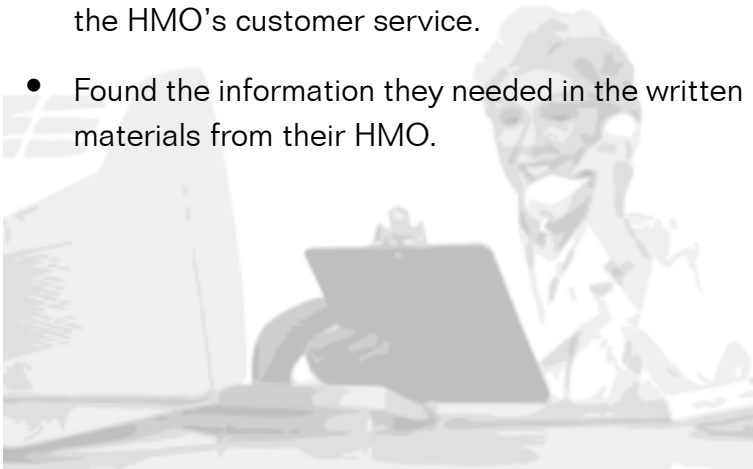 the HMO’s customer service.
• Found the information they needed in the written
materials from their HMO.